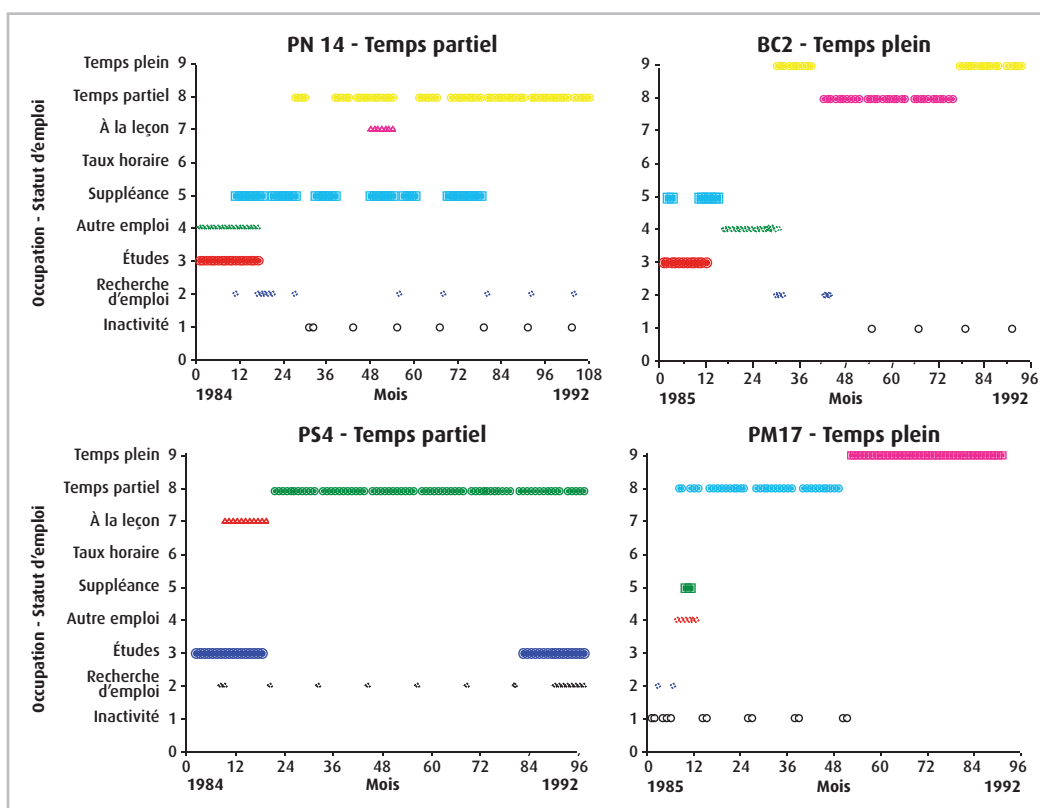 PN 14 - Temps partiel
Occupation - Statut d'emploi
Temps plein 9
Temps partiel 8
À la leçon 7
Taux horaire 6
Suppléance 5
Autre emploi 4
Études 3
Recherche
d'emploi 2
Inactivité 1
0
0 12 24 36 48 60 72 84 96 108
1984 Mois 1992
BC2 - Temps plein
9
8
7
6
5
4
3
2
1
0
0 12 24 36 48 60 72 84 96
1985 Mois 1992
PS4 - Temps partiel
Occupation - Statut d'emploi
Temps plein 9
Temps partiel 8
À la leçon 7
Taux horaire 6
Suppléance 5
Autre emploi 4
Études 3
Recherche
d'emploi 2
Inactivité 1
0
0 12 24 36 48 60 72 84 96
1984 Mois 1992
PM17 - Temps plein
9
8
7
6
5
4
3
2
1
0
0 12 24 36 48 60 72 84 96
1985 Mois 1992